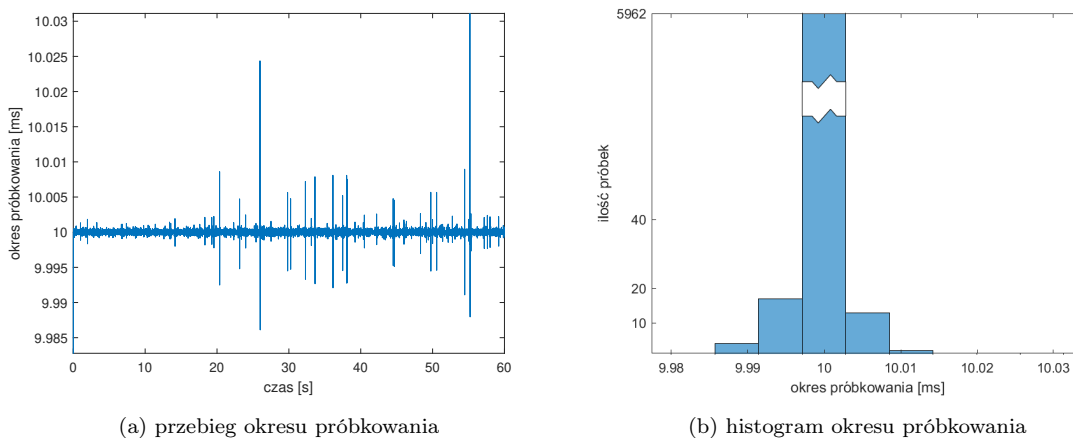 10.03
10.025
10.02
10.015
10.01
10.005
10
9.995
9.99
9.985
okres próbkowania [ms]
0 10 20 30 40 50 60
czas [s]
(a) przebieg okresu próbkowania
5962
40
20
10
ilość próbek
9.98 9.99 10 10.01 10.02 10.03
okres próbkowania [ms]
(b) histogram okresu próbkowania